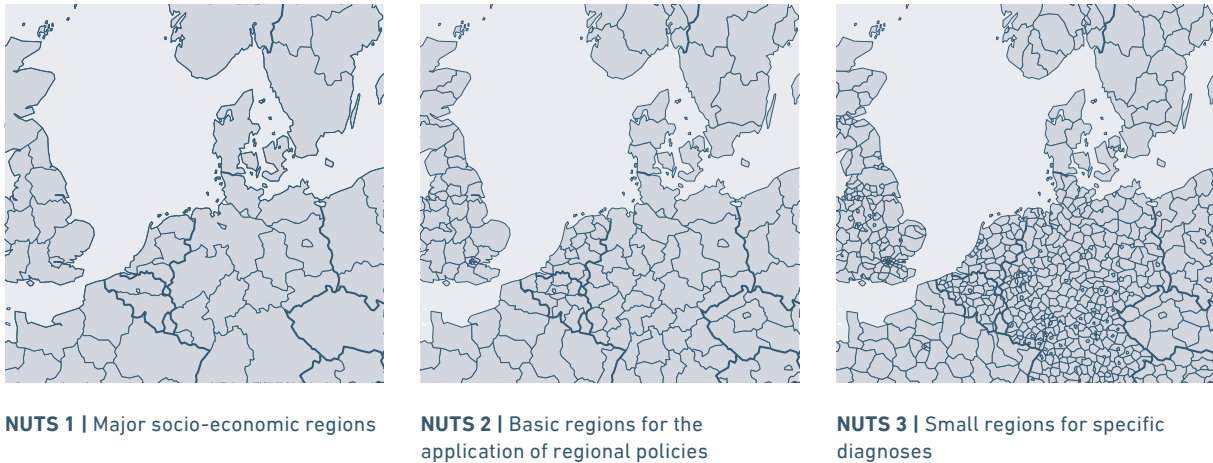 NUTS 1 | Major socio-economic regions
NUTS 2 | Basic regions for the
application of regional policies
NUTS 3 | Small regions for specific
diagnoses